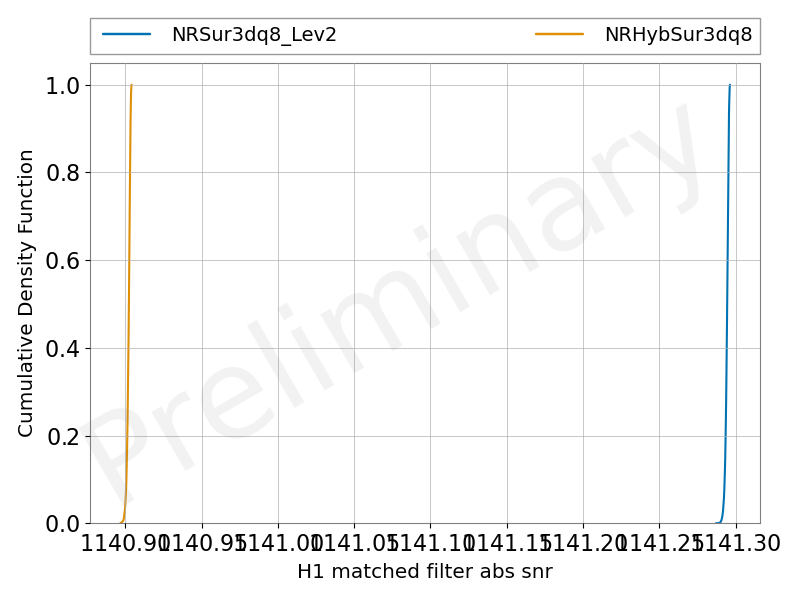 NRSur3dq8_Lev2 NRHybSur3dq8
1.0
0.8
0.6
0.4
0.2
0.0
Cumulative Density Function
Preliminary
1140.90 1140.95 1141.00 1141.05 1141.10 1141.15 1141.20 1141.25 1141.30
H1 matched filter abs snr